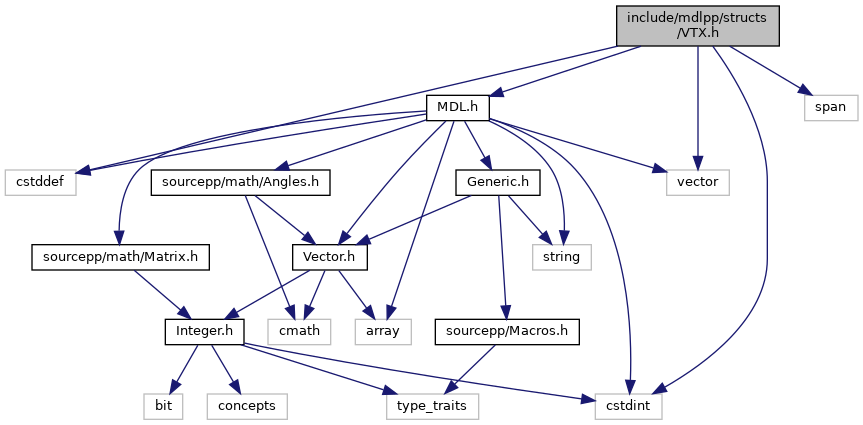 include/mdlpp/structs
/VTX.h
MDL.h
span
cstddef
sourcepp/math/Angles.h
Generic.h
vector
sourcepp/math/Matrix.h
Vector.h
string
Integer.h
cmath
array
sourcepp/Macros.h
bit
concepts
type_traits
cstdint